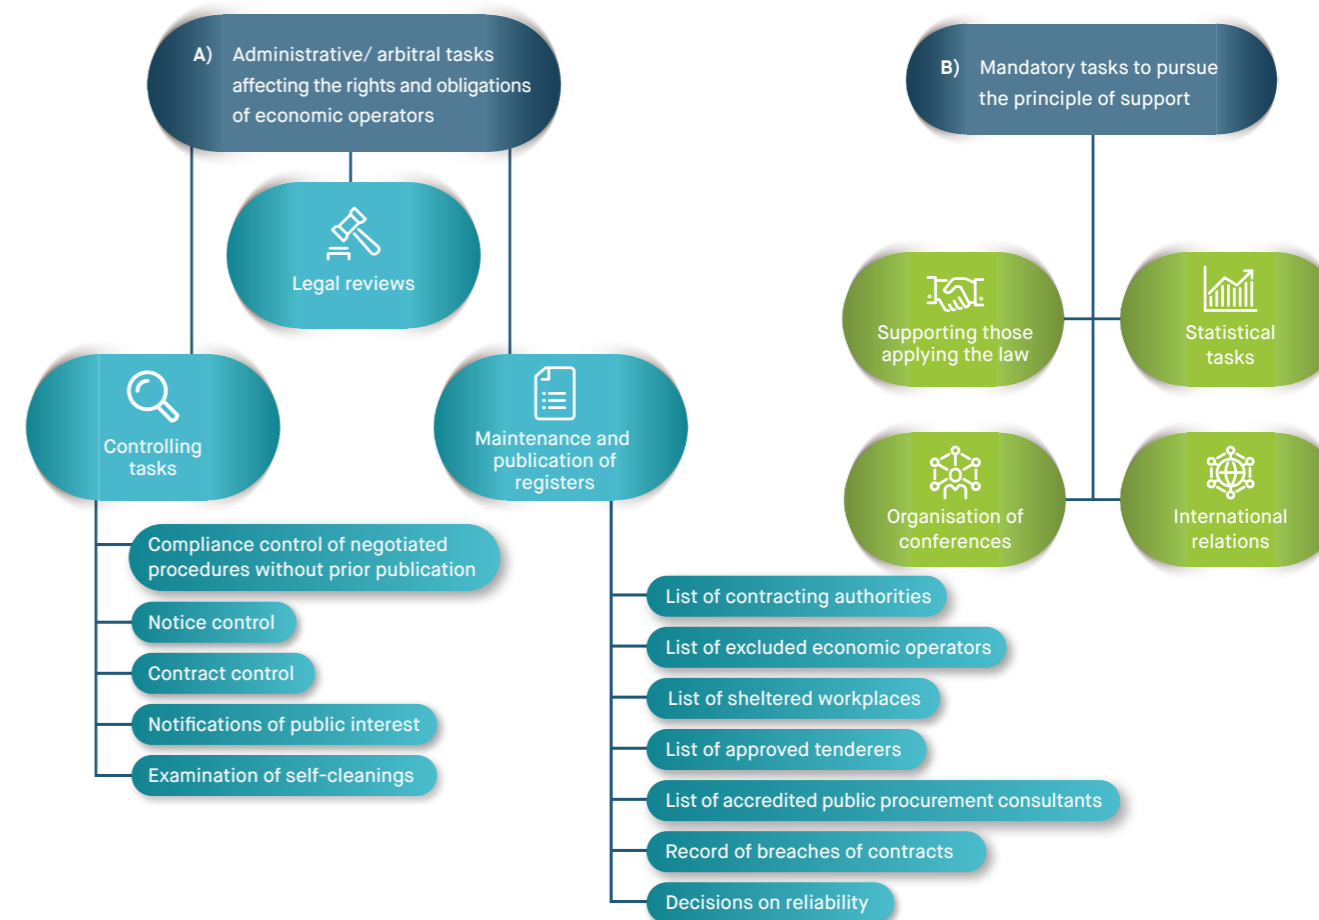 A) Administrative/ arbitral tasks
affecting the rights and obligations
of economic operators
Legal reviews
Controlling
tasks
Compliance control of negotiated
procedures without prior publication
Notice control
Contract control
Notifications of public interest
Examination of self-cleanings
Maintenance and
publication of
registers
List of contracting authorities
List of excluded economic operators
List of sheltered workplaces
List of approved tenderers
List of accredited public procurement consultants
Record of breaches of contracts
Decisions on reliability
B) Mandatory tasks to pursue
the principle of support
Supporting those
applying the law
Statistical
tasks
Organisation of
conferences
International
relations